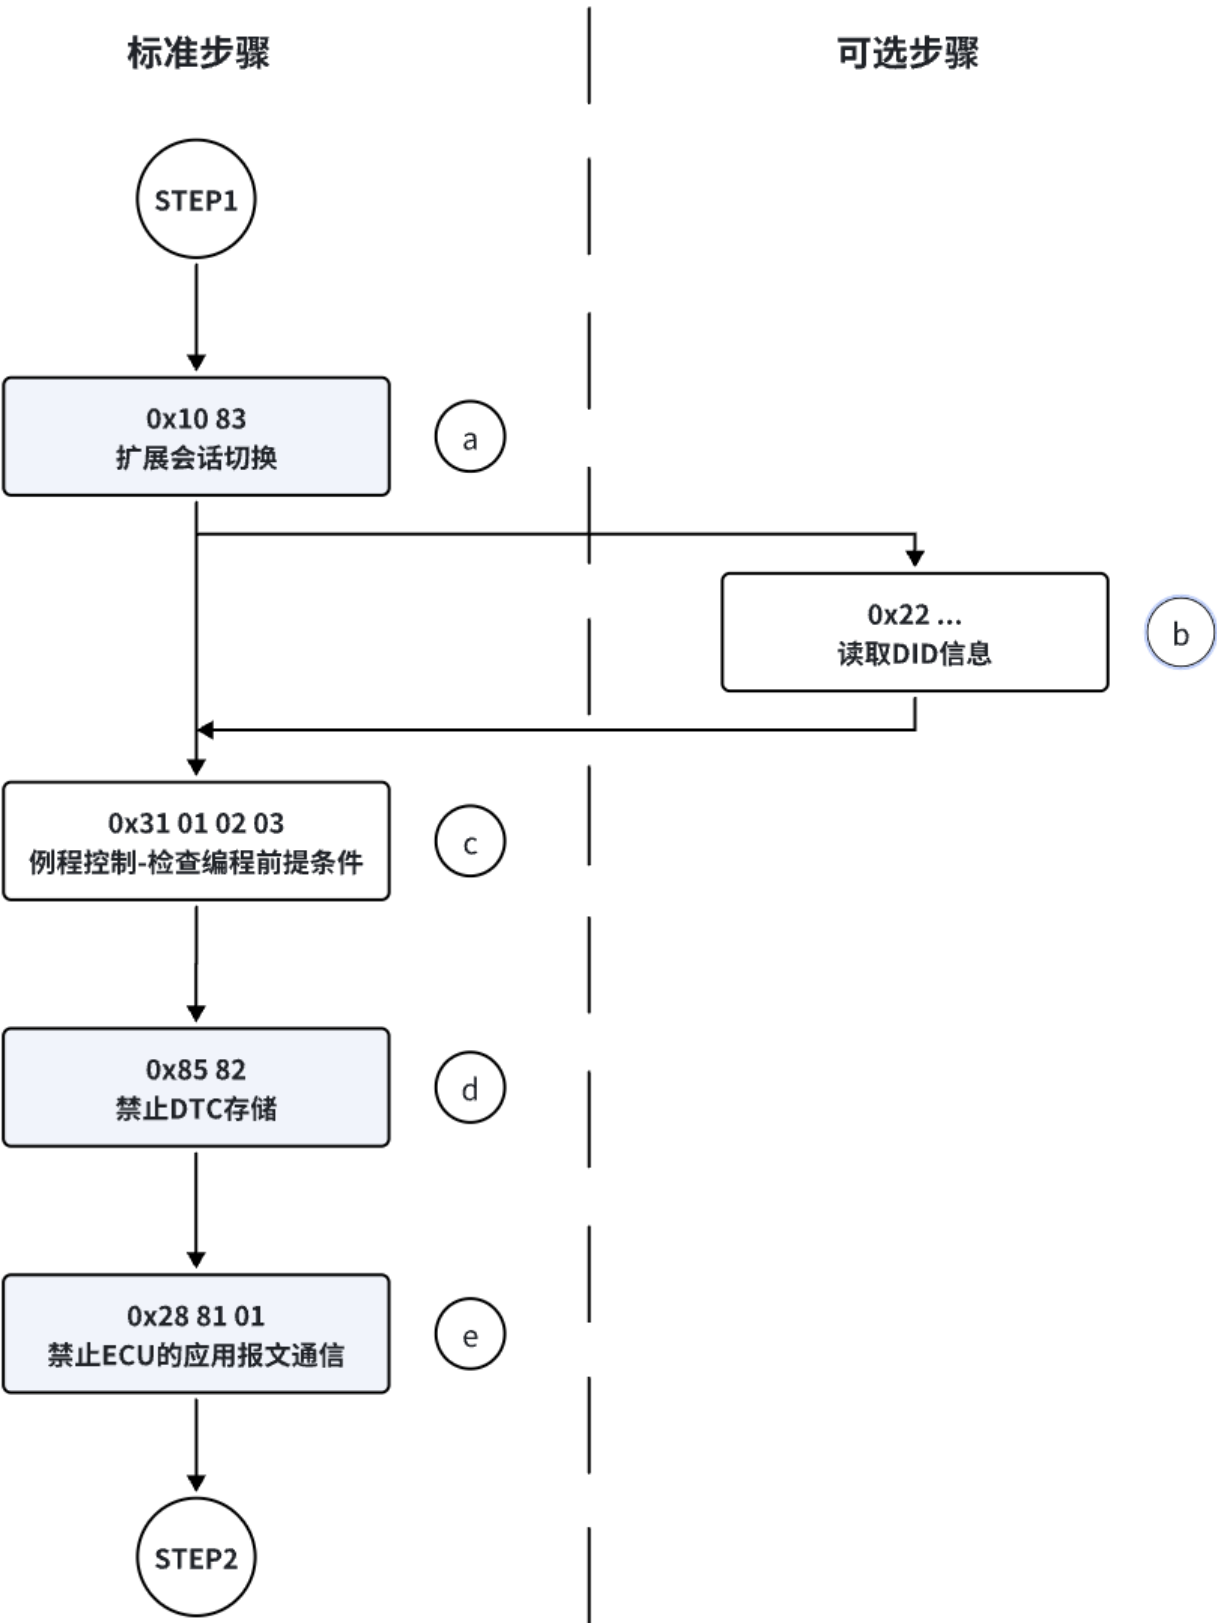 标准步骤
可选步骤
STEP1
0x10 83
扩展会话切换
a
0x22 ...
读取DID信息
b
0x31 01 02 03
例程控制-检查编程前提条件
c
0x85 82
禁止DTC存储
d
0x28 81 01
禁止ECU的应用报文通信
e
STEP2